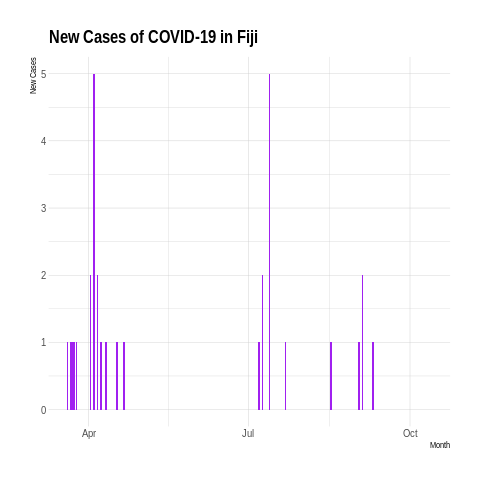 New Cases of COVID-19 in Fiji
New Cases
5
4
3
2
1
0
Apr
Jul
Oct
Month